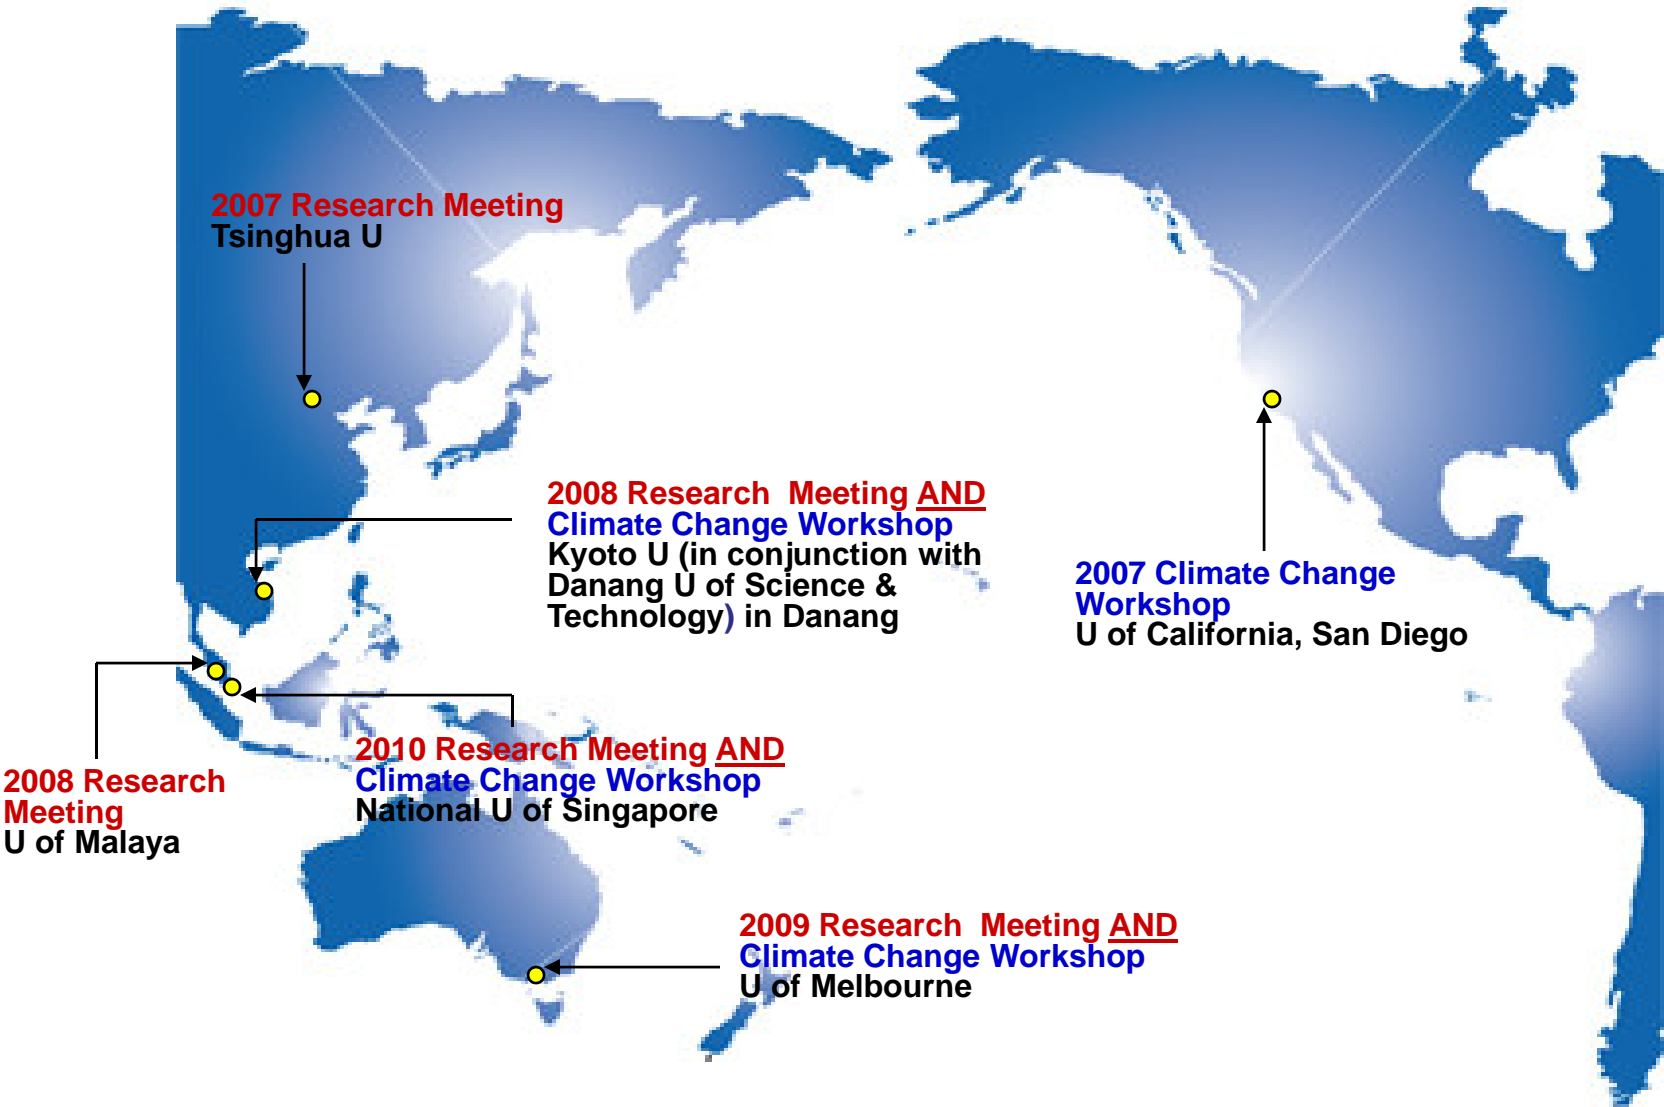 2007 Research Meeting
Tsinghua U
2008 Research Meeting AND
Climate Change Workshop
Kyoto U (in conjunction with
Danang U of Science &
Technology) in Danang
2007 Climate Change
Workshop
U of California, San Diego
2008 Research
Meeting
U of Malaya
2010 Research Meeting AND
Climate Change Workshop
National U of Singapore
2009 Research Meeting AND
Climate Change Workshop
U of Melbourne